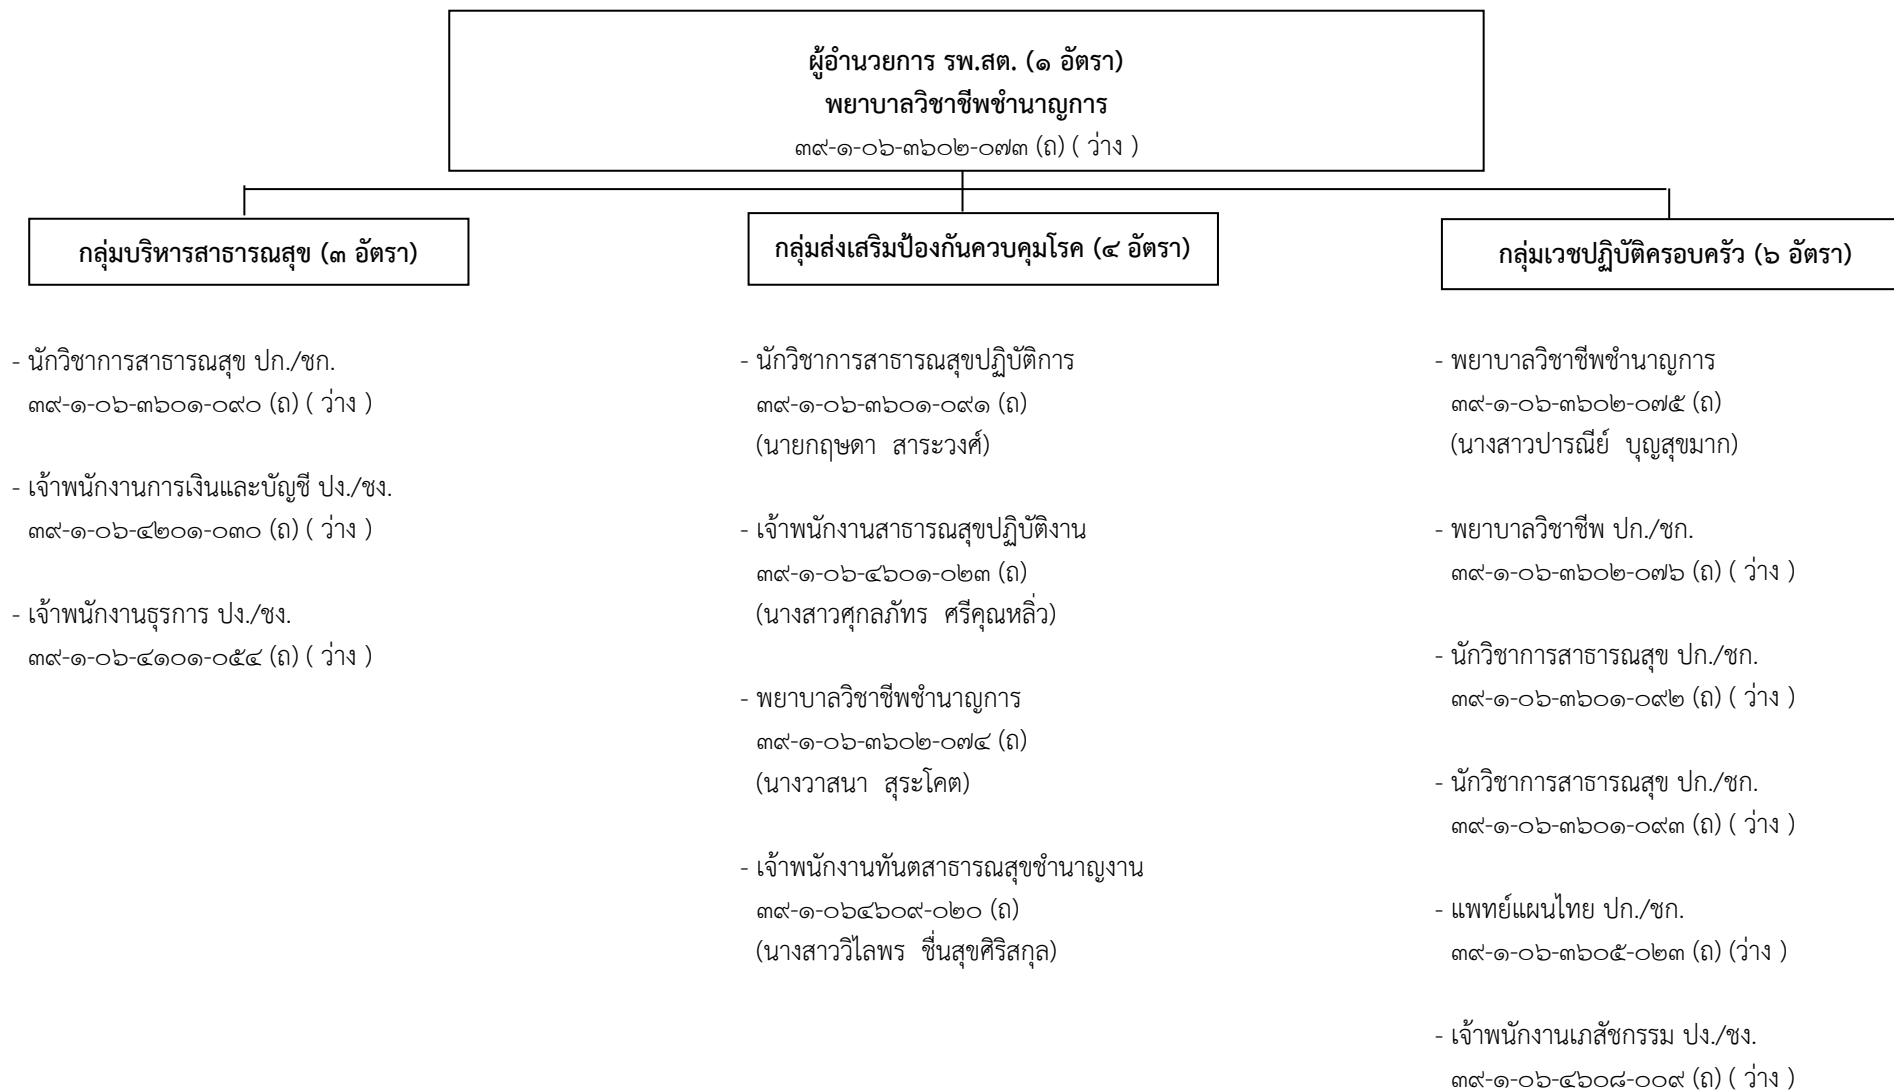 ผู้อำนวยการ รพ.สต. (๑ อัตรา)
พยาบาลวิชาชีพชำนาญการ
๓๙-๑-๐๖-๓๖๐๒-๐๗๓ (ถ) ( ว่าง )
กลุ่มบริหารสาธารณสุข (๓ อัตรา)
- นักวิชาการสาธารณสุข ปก./ชก.
๓๙-๑-๐๖-๓๖๐๑-๐๙๐ (ถ) ( ว่าง )
- เจ้าพนักงานการเงินและบัญชี ปง./ชง.
๓๙-๑-๐๖-๔๒๐๑-๐๓๐ (ถ) ( ว่าง )
- เจ้าพนักงานธุรการ ปง./ชง.
๓๙-๑-๐๖-๔๑๐๑-๐๕๔ (ถ) ( ว่าง )
กลุ่มส่งเสริมป้องกันควบคุมโรค (๔ อัตรา)
- นักวิชาการสาธารณสุขปฏิบัติการ
๓๙-๑-๐๖-๓๖๐๑-๐๙๑ (ถ)
(นายกฤษดา สาระวงศ์)
- เจ้าพนักงานสาธารณสุขปฏิบัติงาน
๓๙-๑-๐๖-๔๖๐๑-๐๒๓ (ถ)
(นางสาวศุกลภัทร ศรีคุณหลิ่ว)
- พยาบาลวิชาชีพชำนาญการ
๓๙-๑-๐๖-๓๖๐๒-๐๗๔ (ถ)
(นางวาสนา สุระโคต)
- เจ้าพนักงานทันตสาธารณสุขชำนาญงาน
๓๙-๑-๐๖๔๖๐๙-๐๒๐ (ถ)
(นางสาววิไลพร ชื่นสุขศิริสกุล)
กลุ่มเวชปฏิบัติครอบครัว (๖ อัตรา)
- พยาบาลวิชาชีพชำนาญการ
๓๙-๑-๐๖-๓๖๐๒-๐๗๕ (ถ)
(นางสาวปารณีย์ บุญสุขมาก)
- พยาบาลวิชาชีพ ปก./ชก.
๓๙-๑-๐๖-๓๖๐๒-๐๗๖ (ถ) ( ว่าง )
- นักวิชาการสาธารณสุข ปก./ชก.
๓๙-๑-๐๖-๓๖๐๑-๐๙๒ (ถ) ( ว่าง )
- นักวิชาการสาธารณสุข ปก./ชก.
๓๙-๑-๐๖-๓๖๐๑-๐๙๓ (ถ) ( ว่าง )
- แพทย์แผนไทย ปก./ชก.
๓๙-๑-๐๖-๓๖๐๕-๐๒๓ (ถ) (ว่าง )
- เจ้าพนักงานเภสัชกรรม ปง./ชง.
๓๙-๑-๐๖-๔๖๐๘-๐๐๙ (ถ) ( ว่าง )